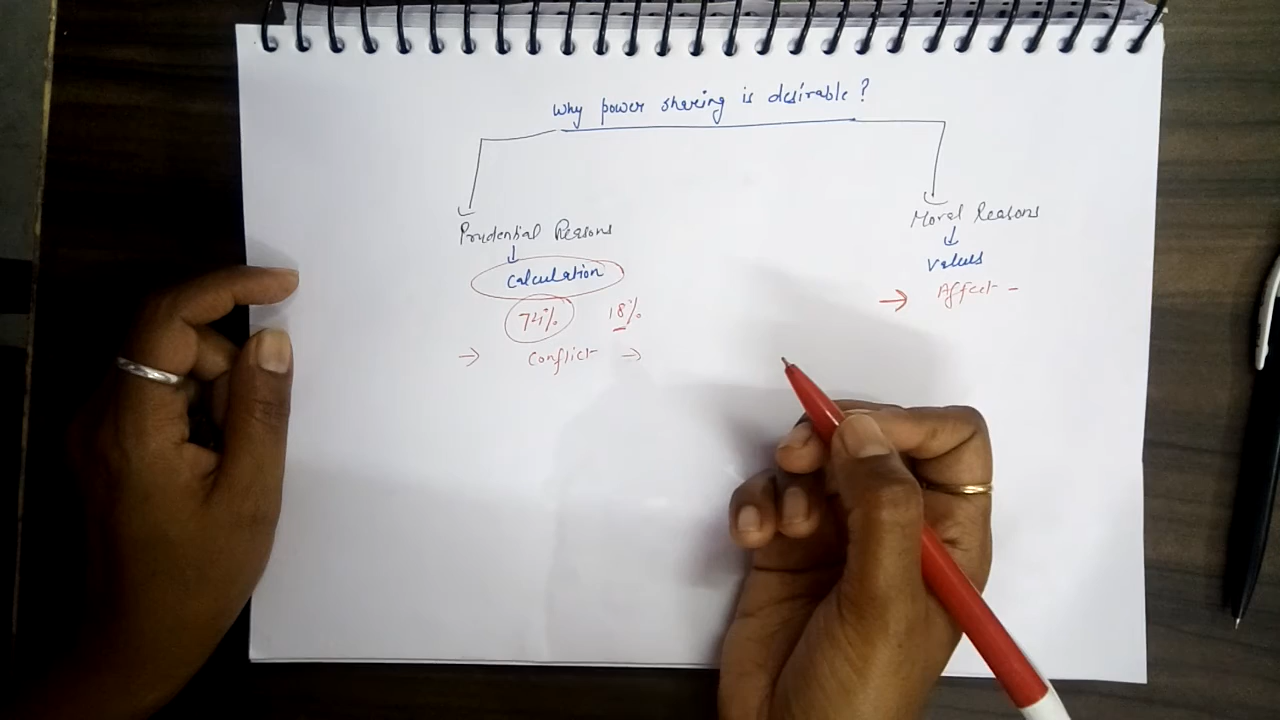 Why power sharing is desirable?
Prudential Reasons
Calculation
74% 18%
→ Conflict →
Moral Reasons
↓
Values
→ Affect -